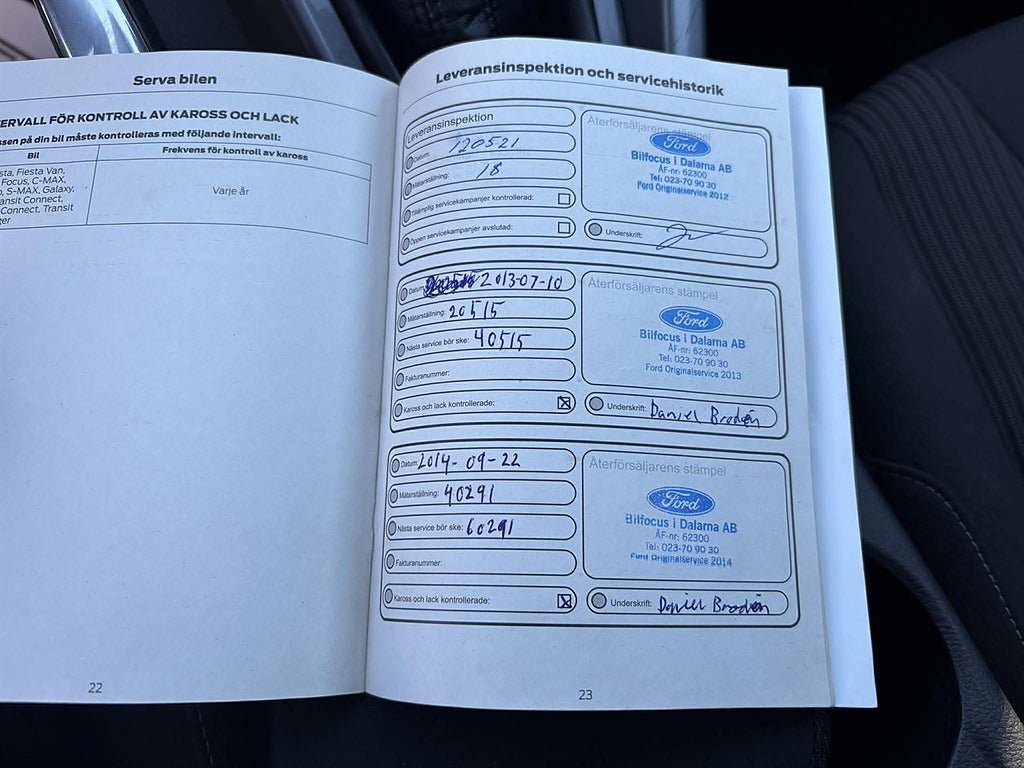 Serva bilen
ERVALL FÖR KONTROLL AV KAROSS OCH LACK
ssen på din bil måste kontrolleras med följande intervall:
Bil
Frekvens för kontroll av kaross
sta, Fiesta Van,
Focus, C-MAX,
o, S-MAX, Galaxy,
ansit Connect,
Connect, Transit
ger
Varje år
22
Leveransinspektion och servicehistorik
Leveransinspektion
Datum: 120521
Mätarställning: 18
Tillämplig servicekampanjer kontrollerad:
Öppen servicekampanjer avslutad:
Återförsäljarens stämpel
Ford
Bilfocus i Dalarna AB
ÅF-nr: 62300
Tel: 023-70 90 30
Ford Originalservice 2012
Underskrift:
Datum: 2013-07-10
Mätarställning: 20515
Nästa service bör ske: 40515
Fakturanummer:
Kaross och lack kontrollerade:
Återförsäljarens stämpel
Ford
Bilfocus i Dalarna AB
ÅF-nr: 62300
Tel: 023-70 90 30
Ford Originalservice 2013
Underskrift: Daniel Brodén
Datum: 2014-09-22
Mätarställning: 40291
Nästa service bör ske: 60291
Fakturanummer:
Kaross och lack kontrollerade:
Återförsäljarens stämpel
Ford
Bilfocus i Dalarna AB
ÅF-nr: 62300
Tel: 023-70 90 30
Ford Originalservice 2014
Underskrift: Daniel Brodén
23